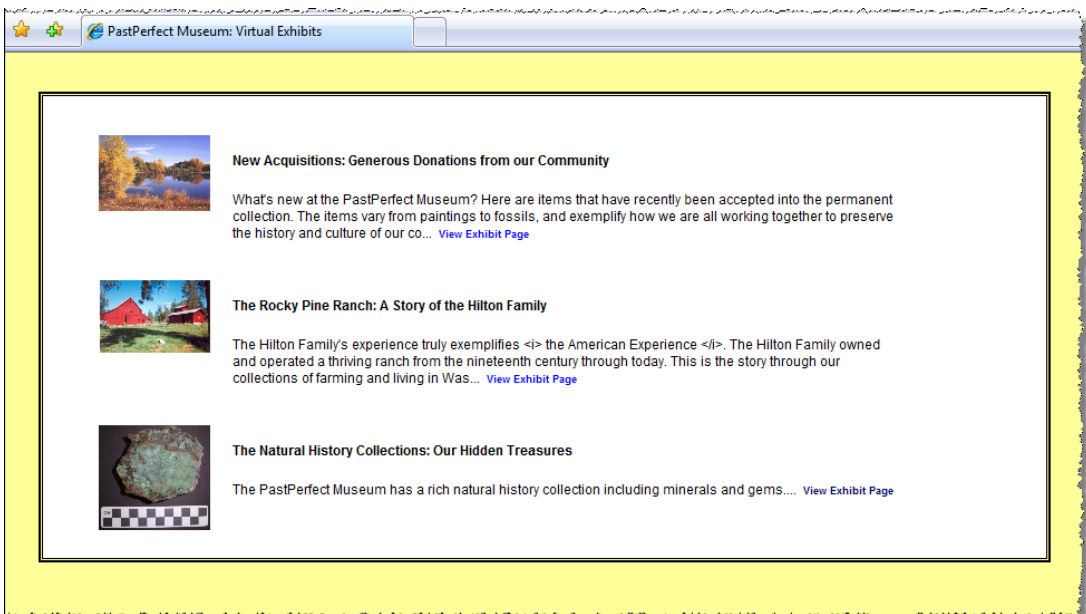 PastPerfect Museum: Virtual Exhibits
New Acquisitions: Generous Donations from our Community
What's new at the PastPerfect Museum? Here are items that have recently been accepted into the permanent
collection. The items vary from paintings to fossils, and exemplify how we are all working together to preserve
the history and culture of our co... View Exhibit Page
The Rocky Pine Ranch: A Story of the Hilton Family
The Hilton Family's experience truly exemplifies <i> the American Experience </i>. The Hilton Family owned
and operated a thriving ranch from the nineteenth century through today. This is the story through our
collections of farming and living in Was... View Exhibit Page
The Natural History Collections: Our Hidden Treasures
The PastPerfect Museum has a rich natural history collection including minerals and gems.... View Exhibit Page